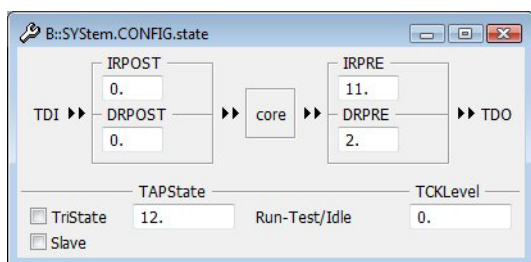 B::SYStem.CONFIG.state
IRPOST
0.
IRPRE
11.
TDI
DRPOST
core
DRPRE
TDO
0.
2.
TAPState
TCKLevel
TriState
12.
Run-Test/Idle
0.
Slave